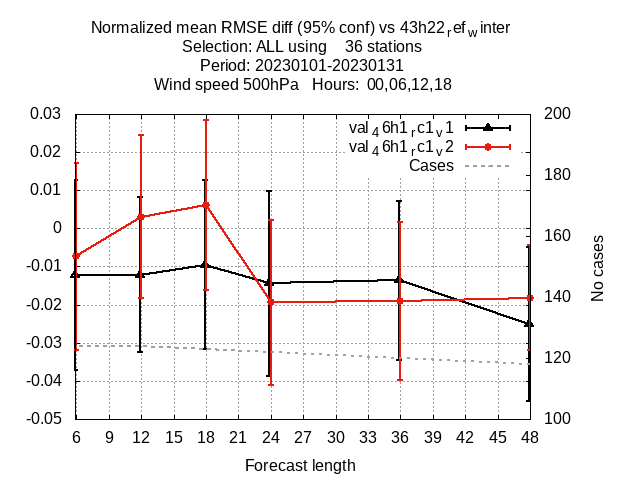 Normalized mean RMSE diff (95% conf) vs 43h22refwinter
Selection: ALL using    36 stations
Period: 20230101-20230131
Wind speed 500hPa   Hours:  00,06,12,18
val46h1rc1v1
val46h1rc1v2
Cases
0.03
0.02
0.01
0
-0.01
-0.02
-0.03
-0.04
-0.05
200
180
160
140
120
100
No cases
6 9 12 15 18 21 24 27 30 33 36 39 42 45 48
Forecast length